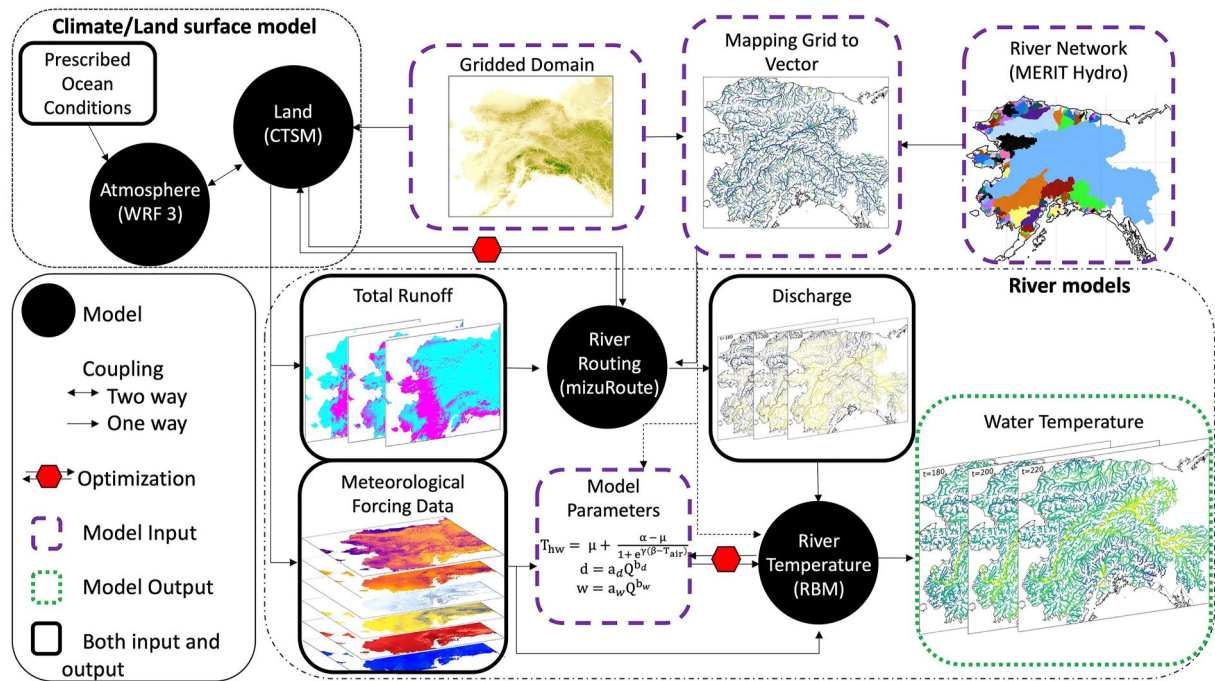 Climate/Land surface model
Prescribed
Ocean
Conditions
Land
(CTSM)
Atmosphere
(WRF 3)
Gridded Domain
Mapping Grid to
Vector
River Network
(MERIT Hydro)
Model
Coupling
Two way
One way
Optimization
Model Input
Model Output
Both input and
output
River models
Total Runoff
River
Routing
(mizuRoute)
Discharge
t=180
Meteorological
Forcing Data
Model
Parameters
T_hw = μ + (α − μ)/(1 + e^γ(β−T_air))
d = a_d Q^b_d
w = a_w Q^b_w
River
Temperature
(RBM)
Water Temperature
t=180
t=200
t=220